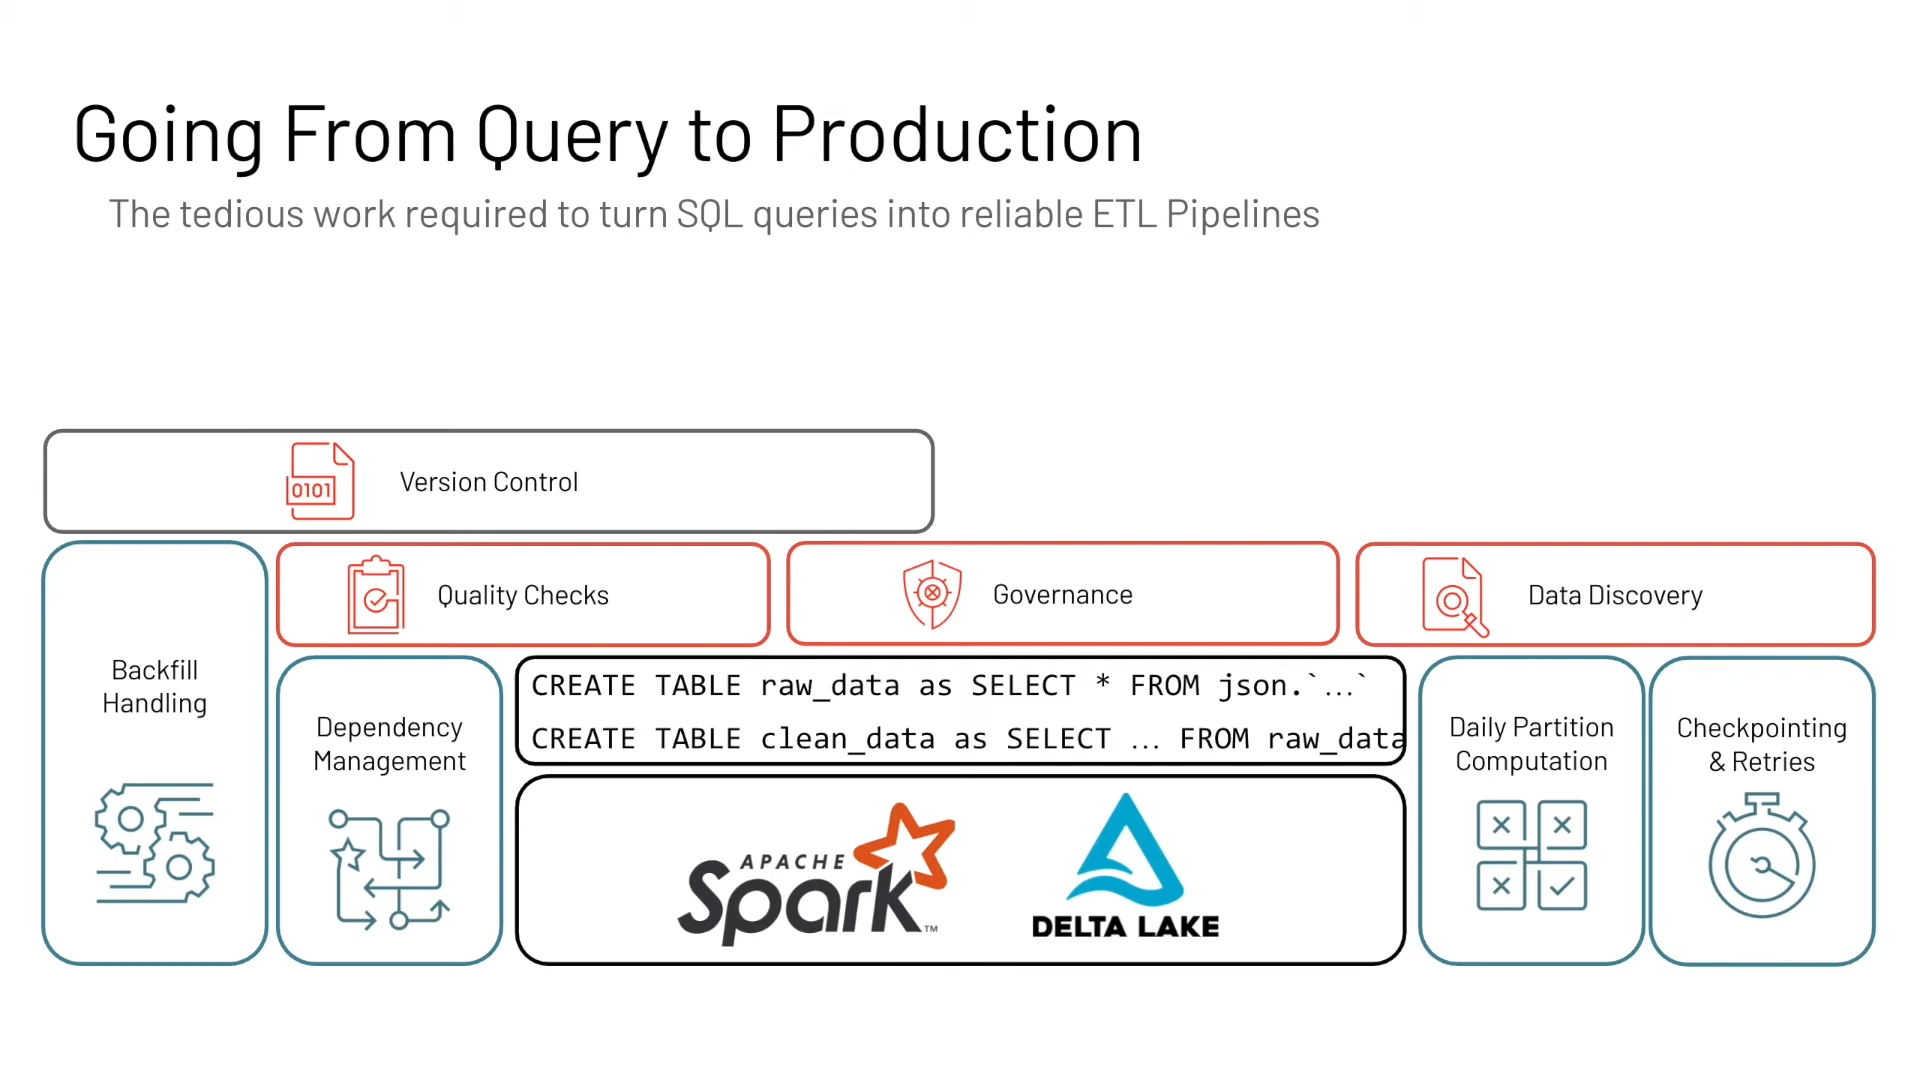 Going From Query to Production
The tedious work required to turn SQL queries into reliable ETL Pipelines
0101
Version Control
Quality Checks
Governance
Data Discovery
Backfill
Handling
Dependency
Management
CREATE TABLE raw_data as SELECT * FROM json.`...`
CREATE TABLE clean_data as SELECT ... FROM raw_data
Daily Partition
Computation
Checkpointing
& Retries
APACHE
Spark™
DELTA LAKE